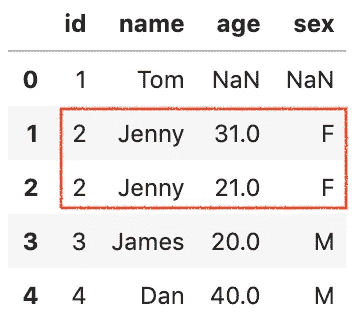 id name age sex
0 1 Tom NaN NaN
1 2 Jenny 31.0 F
2 2 Jenny 21.0 F
3 3 James 20.0 M
4 4 Dan 40.0 M